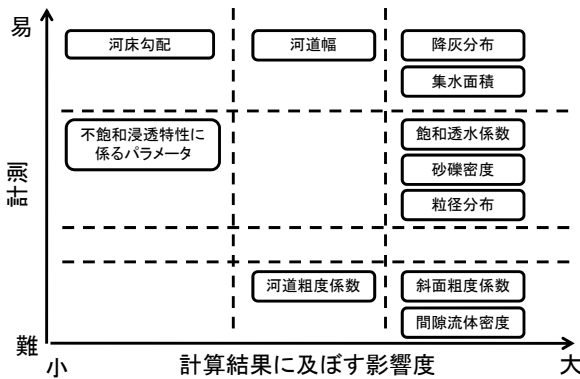 易
河床勾配
河道幅
降灰分布
集水面積
不飽和浸透特性に
係るパラメータ
飽和透水係数
砂礫密度
粒径分布
計測
河道粗度係数
斜面粗度係数
間隙流体密度
難
小
計算結果に及ぼす影響度
大